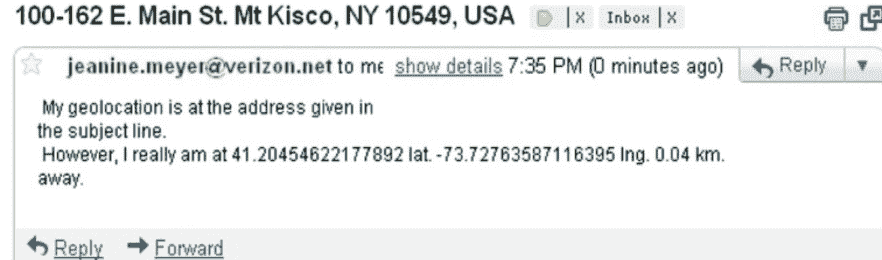 100-162 E. Main St. Mt Kisco, NY 10549, USA | X Inbox | X
jeanine.meyer@verizon.net to me show details 7:35 PM (0 minutes ago) Reply
My geolocation is at the address given in
the subject line.
However, I really am at 41.20454622177892 lat. -73.72763587116395 lng. 0.04 km.
away.
Reply Forward